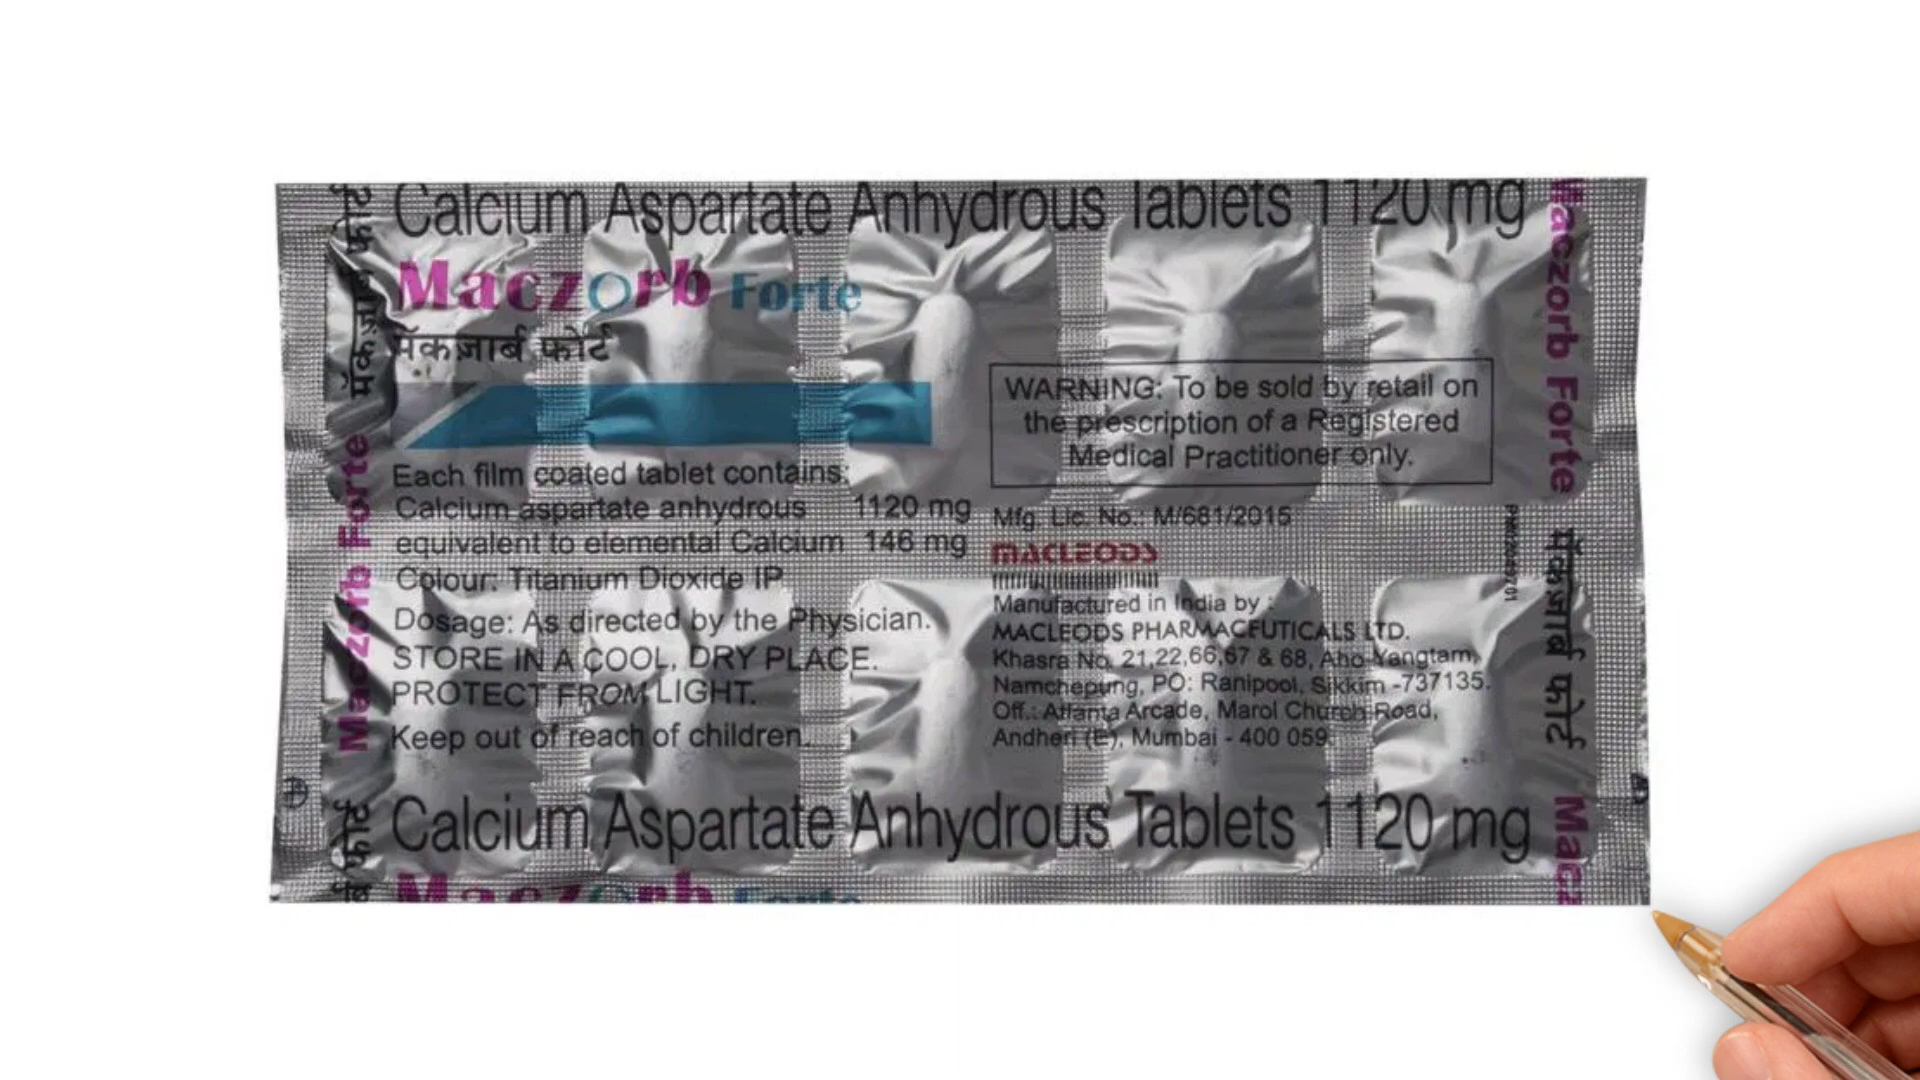 Calcium Aspartate Anhydrous Tablets 1120 mg
Maczorb Forte
मॅकज़ार्ब फोर्ट
WARNING: To be sold by retail on
the prescription of a Registered
Medical Practitioner only.
Each film coated tablet contains:
Calcium aspartate anhydrous 1120 mg
equivalent to elemental Calcium 146 mg
Colour: Titanium Dioxide IP
Dosage: As directed by the Physician.
STORE IN A COOL, DRY PLACE.
PROTECT FROM LIGHT.
Keep out of reach of children.
Mfg. Lic. No.: M/681/2015
MACLEODS
Manufactured in India by :
MACLEODS PHARMACEUTICALS LTD.
Khasra No. 21,22,66,67 & 68, Aho-Yangtam,
Namchepung, PO: Ranipool, Sikkim -737135.
Off.: Atlanta Arcade, Marol Church Road,
Andheri (E), Mumbai - 400 059.
Calcium Aspartate Anhydrous Tablets 1120 mg
Maczorb Forte
फोर्ट
मॅकज़ार्ब फोर्ट
Maczorb Forte
Maczorb Forte
मॅकज़ार्ब फोर्ट
Macz